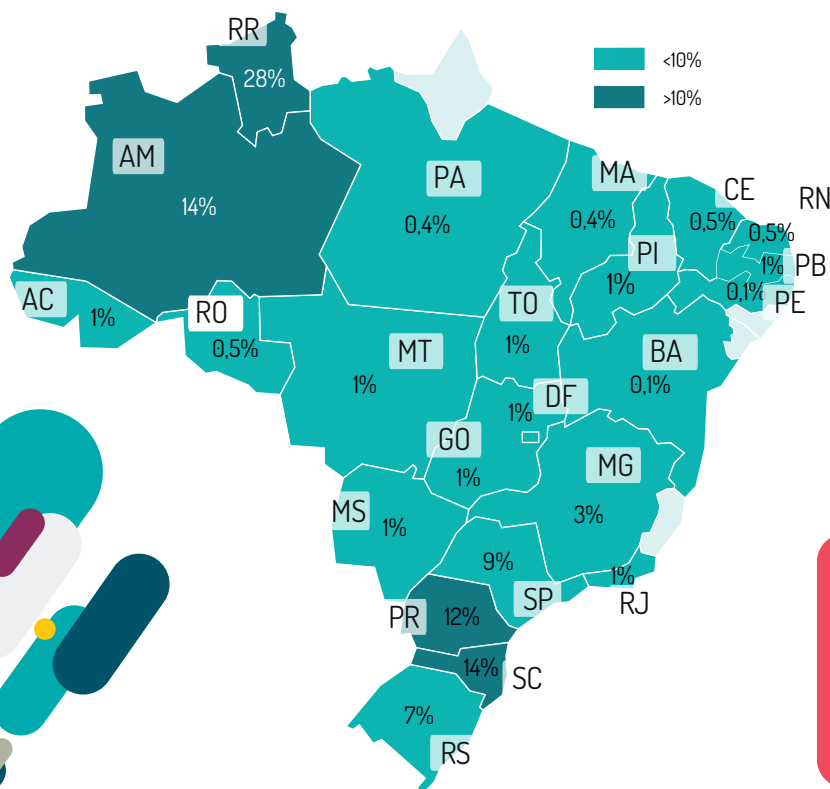 RR
28%
<10%
>10%
AM
14%
PA
0,4%
MA
0,4%
CE
0,5%
RN
0,5%
PI
1%
1%
PB
0,1%
PE
AC
1%
RO
0,5%
TO
1%
MT
1%
BA
0,1%
DF
1%
GO
1%
MG
3%
MS
1%
9%
SP
1%
RJ
PR
12%
14%
SC
7%
RS